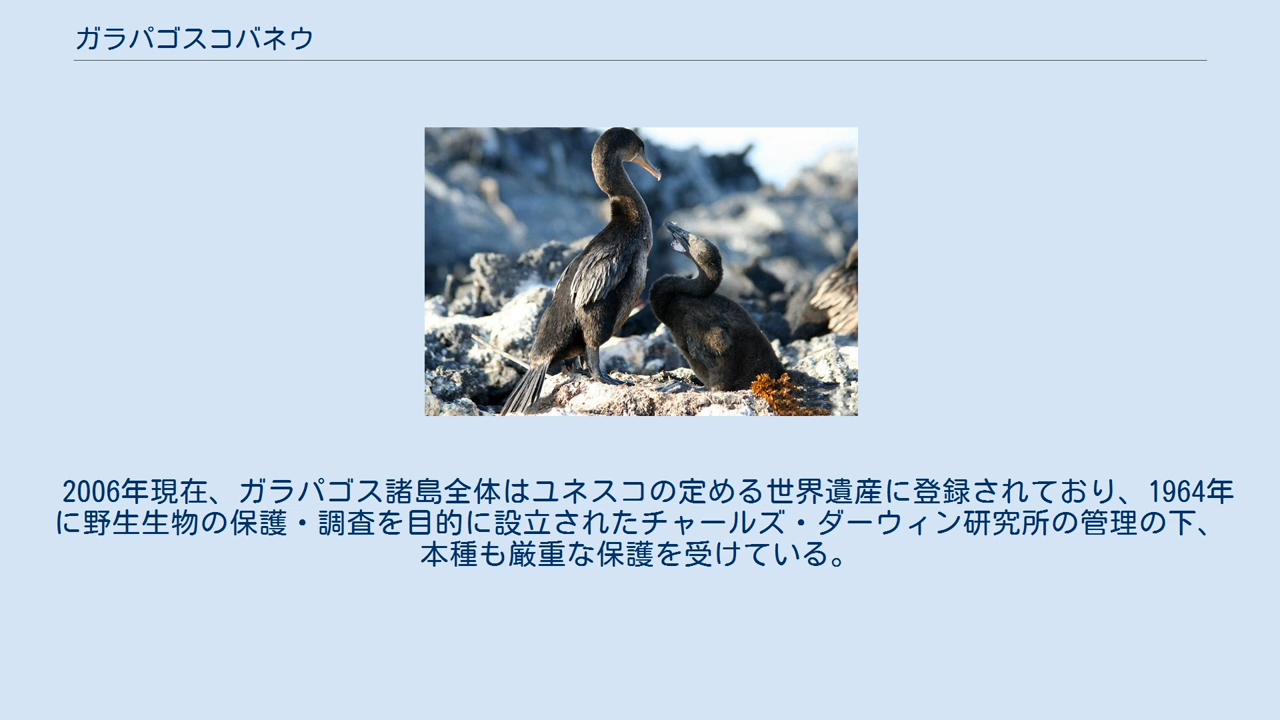 ガラパゴスコバネウ
2006年現在、ガラパゴス諸島全体はユネスコの定める世界遺産に登録されており、1964年
に野生生物の保護・調査を目的に設立されたチャールズ・ダーウィン研究所の管理の下、
本種も厳重な保護を受けている。